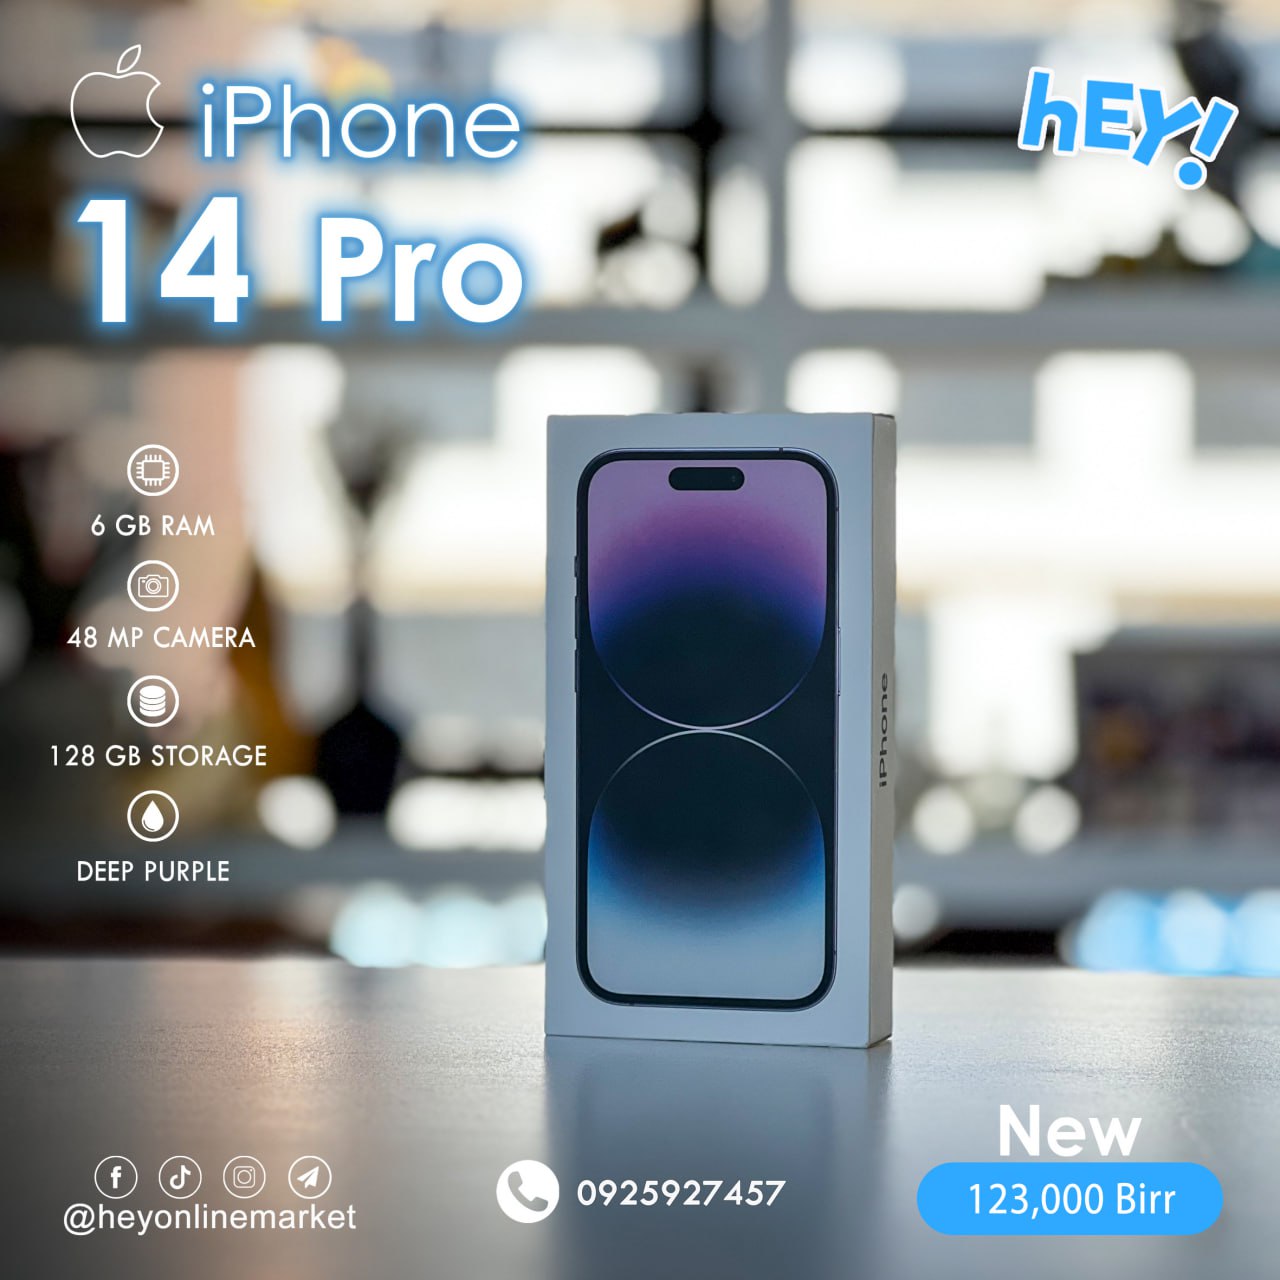 iPhone
14 Pro
hEY!
6 GB RAM
48 MP CAMERA
128 GB STORAGE
DEEP PURPLE
iPhone
New
123,000 Birr
0925927457
@heyonlinemarket